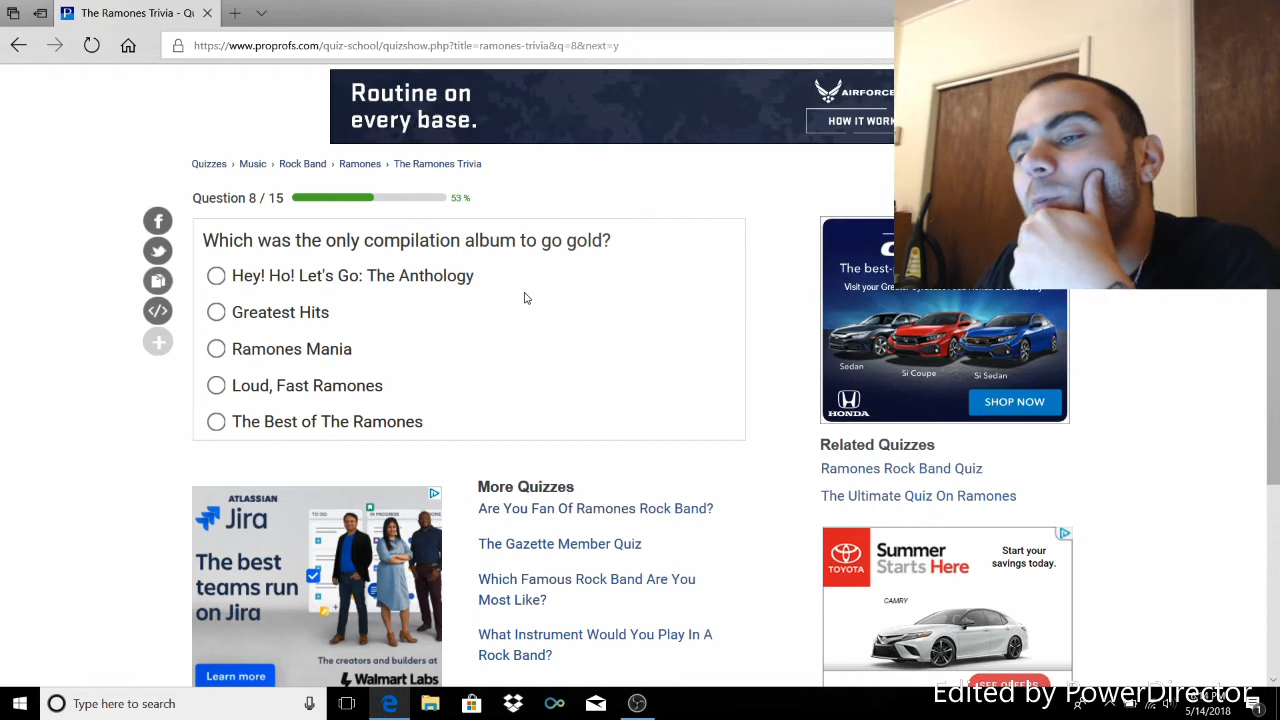 The Ramones Trivia - Qu
https://www.proprofs.com/quiz-school/quizshow.php?title=ramones-trivia&q=8&next=y
Routine on
every base.
AIRFORCE
HOW IT WORK
Quizzes › Music › Rock Band › Ramones › The Ramones Trivia
Question 8 / 15
53 %
Which was the only compilation album to go gold?
Hey! Ho! Let's Go: The Anthology
Greatest Hits
Ramones Mania
Loud, Fast Ramones
The Best of The Ramones
The best-
Sedan
Si Coupe
Si Sedan
HONDA
SHOP NOW
Related Quizzes
Ramones Rock Band Quiz
The Ultimate Quiz On Ramones
ATLASSIAN
Jira
TO DO
The best
teams run
on Jira
The creators and builders at
Walmart Labs
Learn more
More Quizzes
Are You Fan Of Ramones Rock Band?
The Gazette Member Quiz
Which Famous Rock Band Are You
Most Like?
What Instrument Would You Play In A
Rock Band?
TOYOTA
Summer
Starts Here
Start your
savings today.
CAMRY
SEE OFFERS
Edited by PowerDirector
Type here to search
5/14/2018
1